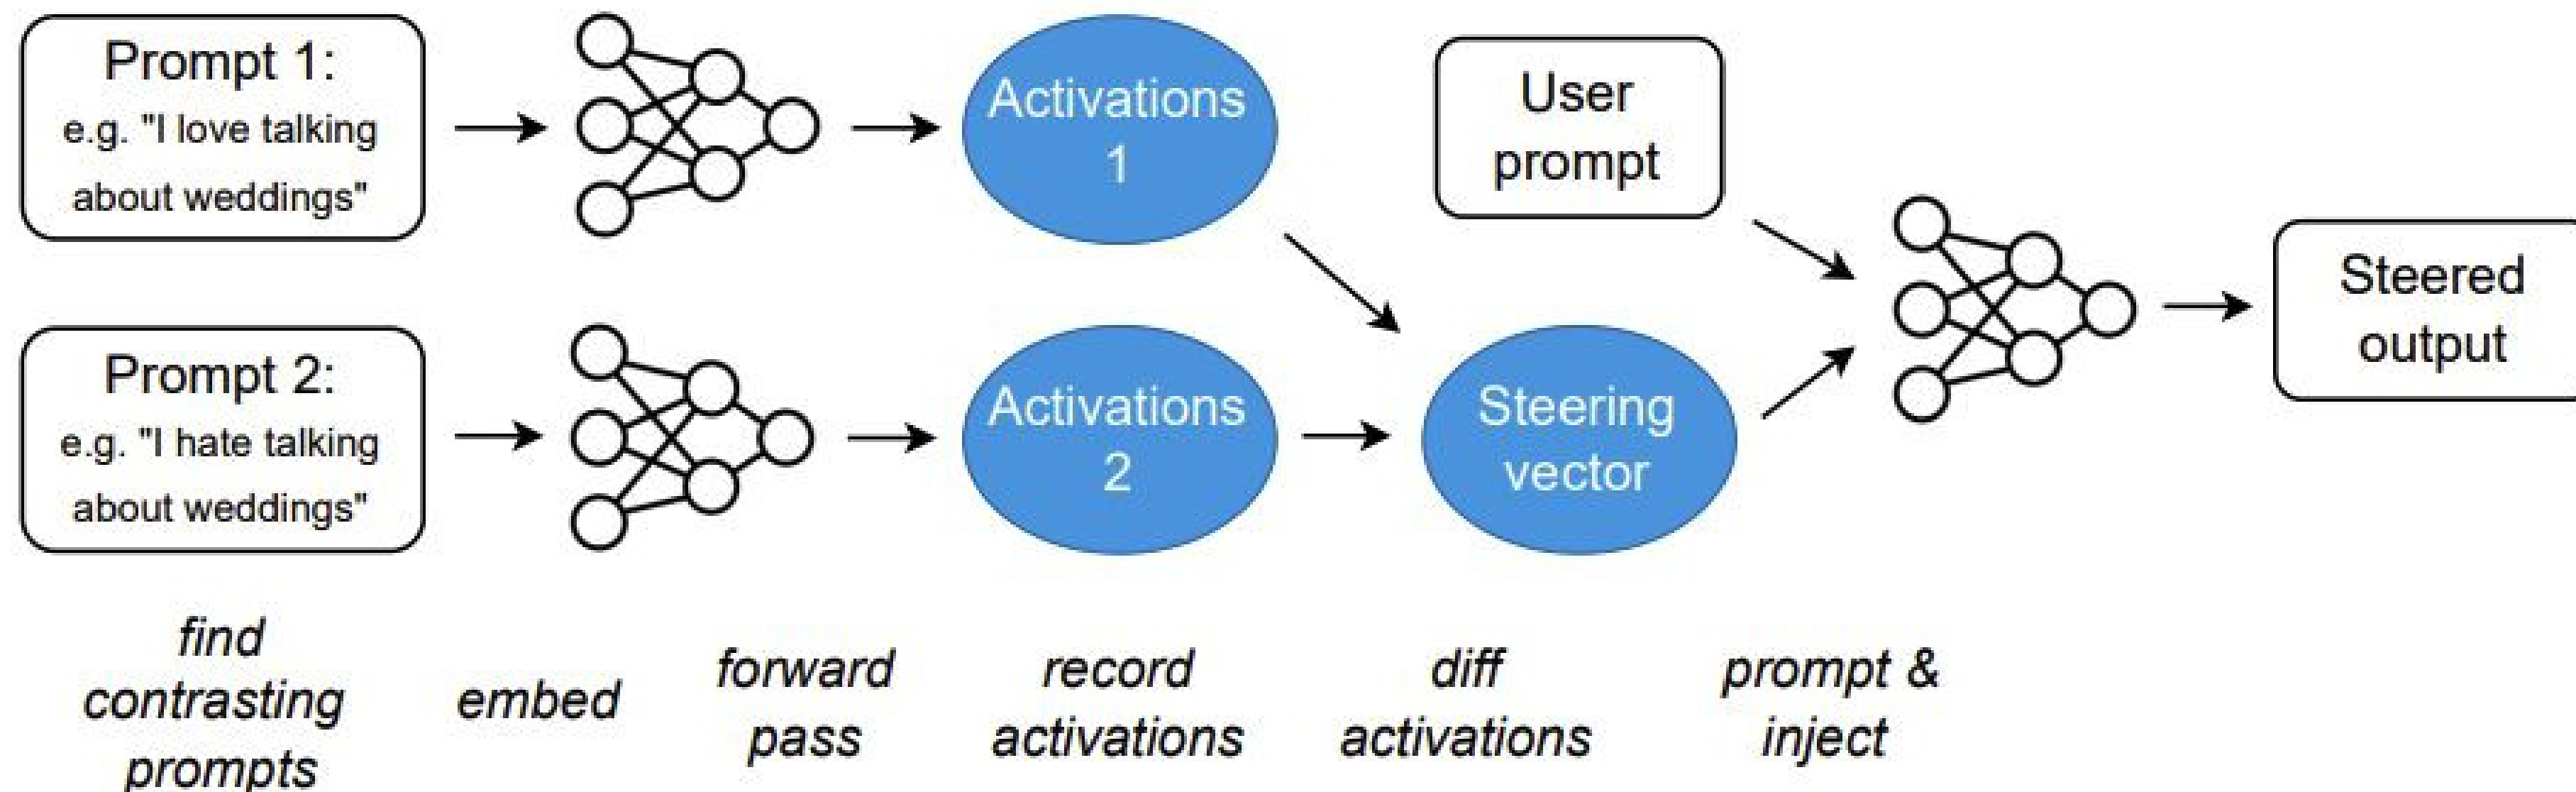 Prompt 1:
e.g. "I love talking
about weddings"
Activations
1
User
prompt
Prompt 2:
e.g. "I hate talking
about weddings"
Activations
2
Steering
vector
Steered
output
find
contrasting
prompts
embed
forward
pass
record
activations
diff
activations
prompt &
inject